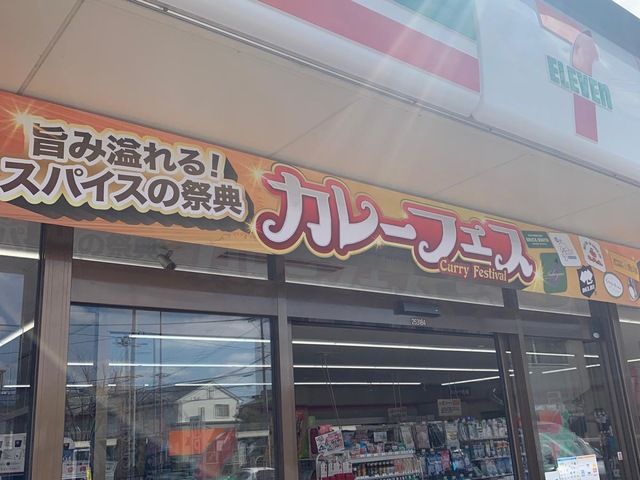 ELEVEN
旨み溢れる!
スパイスの祭典
カレーフェス
Curry Festival
253184